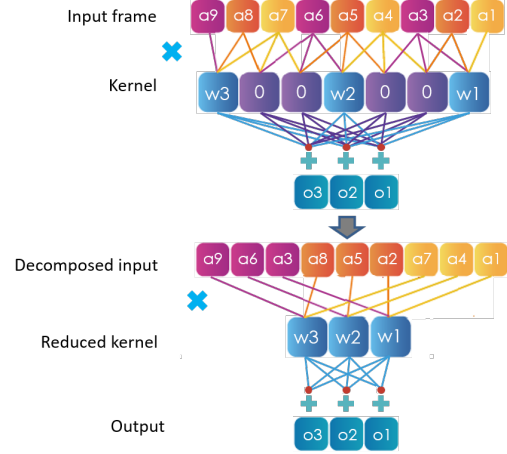 Input frame a9 a8 a7 a6 a5 a4 a3 a2 a1
Kernel w3 0 0 w2 0 0 w1
o3 o2 o1
Decomposed input a9 a6 a3 a8 a5 a2 a7 a4 a1
Reduced kernel w3 w2 w1
Output o3 o2 o1